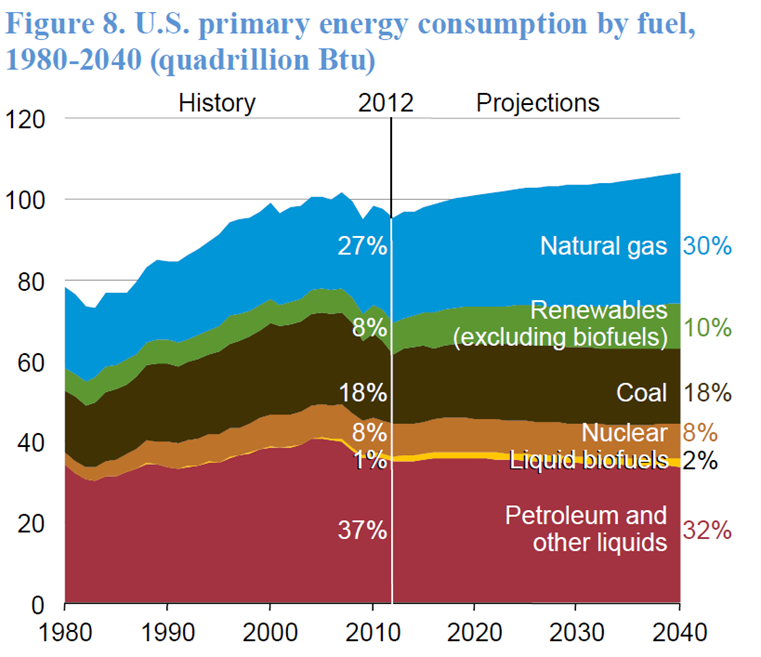 Figure 8. U.S. primary energy consumption by fuel,
1980-2040 (quadrillion Btu)
History 2012 Projections
120
100
80
60
40
20
0
27% Natural gas 30%
8% Renewables
(excluding biofuels) 10%
18% Coal 18%
8% Nuclear 8%
1% Liquid biofuels 2%
37% Petroleum and
other liquids 32%
1980 1990 2000 2010 2020 2030 2040